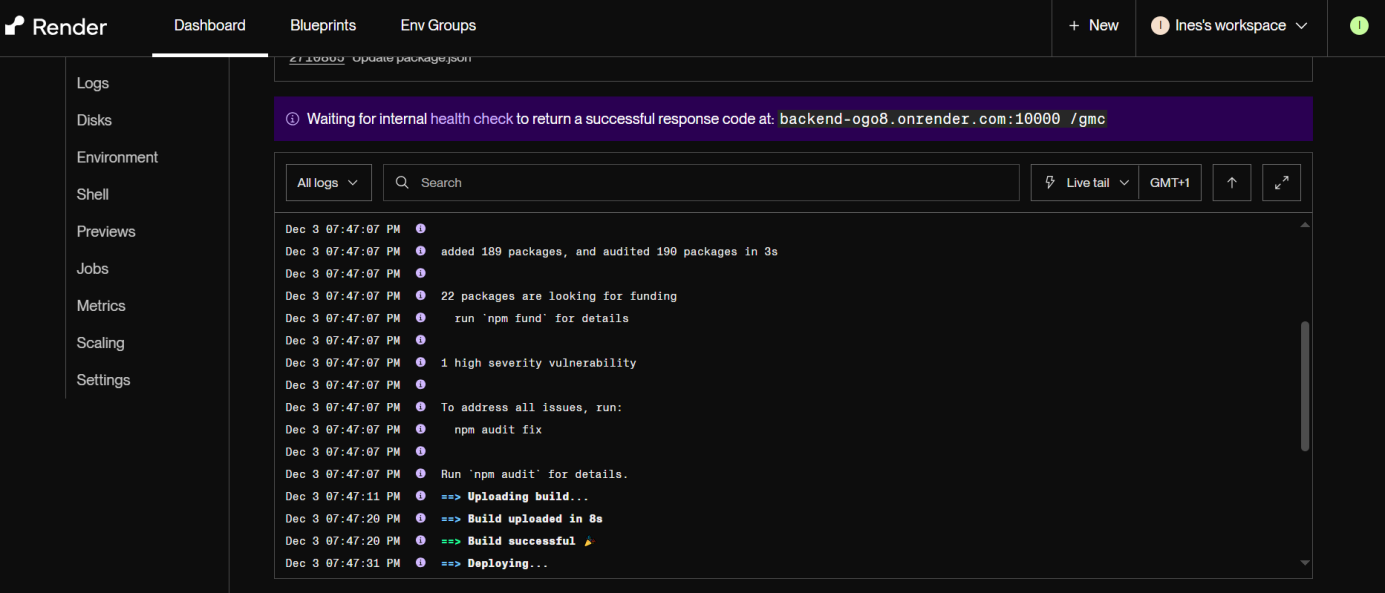 Render Dashboard Blueprints Env Groups + New I Ines's workspace I
Logs
Disks
Environment
Shell
Previews
Jobs
Metrics
Scaling
Settings
2710865 Update package.json
Waiting for internal health check to return a successful response code at: backend-ogo8.onrender.com:10000 /gmc
All logs Search Live tail GMT+1
Dec 3 07:47:07 PM
Dec 3 07:47:07 PM added 189 packages, and audited 190 packages in 3s
Dec 3 07:47:07 PM
Dec 3 07:47:07 PM 22 packages are looking for funding
Dec 3 07:47:07 PM run `npm fund` for details
Dec 3 07:47:07 PM
Dec 3 07:47:07 PM 1 high severity vulnerability
Dec 3 07:47:07 PM
Dec 3 07:47:07 PM To address all issues, run:
Dec 3 07:47:07 PM npm audit fix
Dec 3 07:47:07 PM
Dec 3 07:47:07 PM Run `npm audit` for details.
Dec 3 07:47:11 PM ==> Uploading build...
Dec 3 07:47:20 PM ==> Build uploaded in 8s
Dec 3 07:47:20 PM ==> Build successful 🎉
Dec 3 07:47:31 PM ==> Deploying...